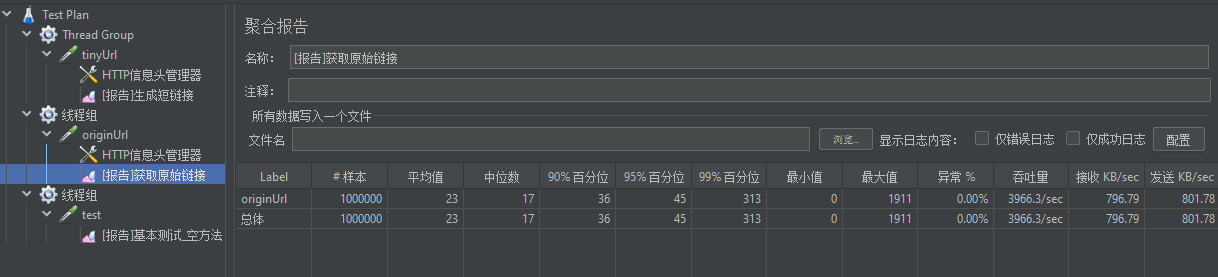 Test Plan
Thread Group
tinyUrl
HTTP信息头管理器
[报告]生成短链接
线程组
originUrl
HTTP信息头管理器
[报告]获取原始链接
线程组
test
[报告]基本测试_空方法
聚合报告
名称： [报告]获取原始链接
注释：
所有数据写入一个文件
文件名 浏览... 显示日志内容： 仅错误日志 仅成功日志 配置
Label # 样本 平均值 中位数 90% 百分位 95% 百分位 99% 百分位 最小值 最大值 异常 % 吞吐量 接收 KB/sec 发送 KB/sec
originUrl 1000000 23 17 36 45 313 0 1911 0.00% 3966.3/sec 796.79 801.78
总体 1000000 23 17 36 45 313 0 1911 0.00% 3966.3/sec 796.79 801.78